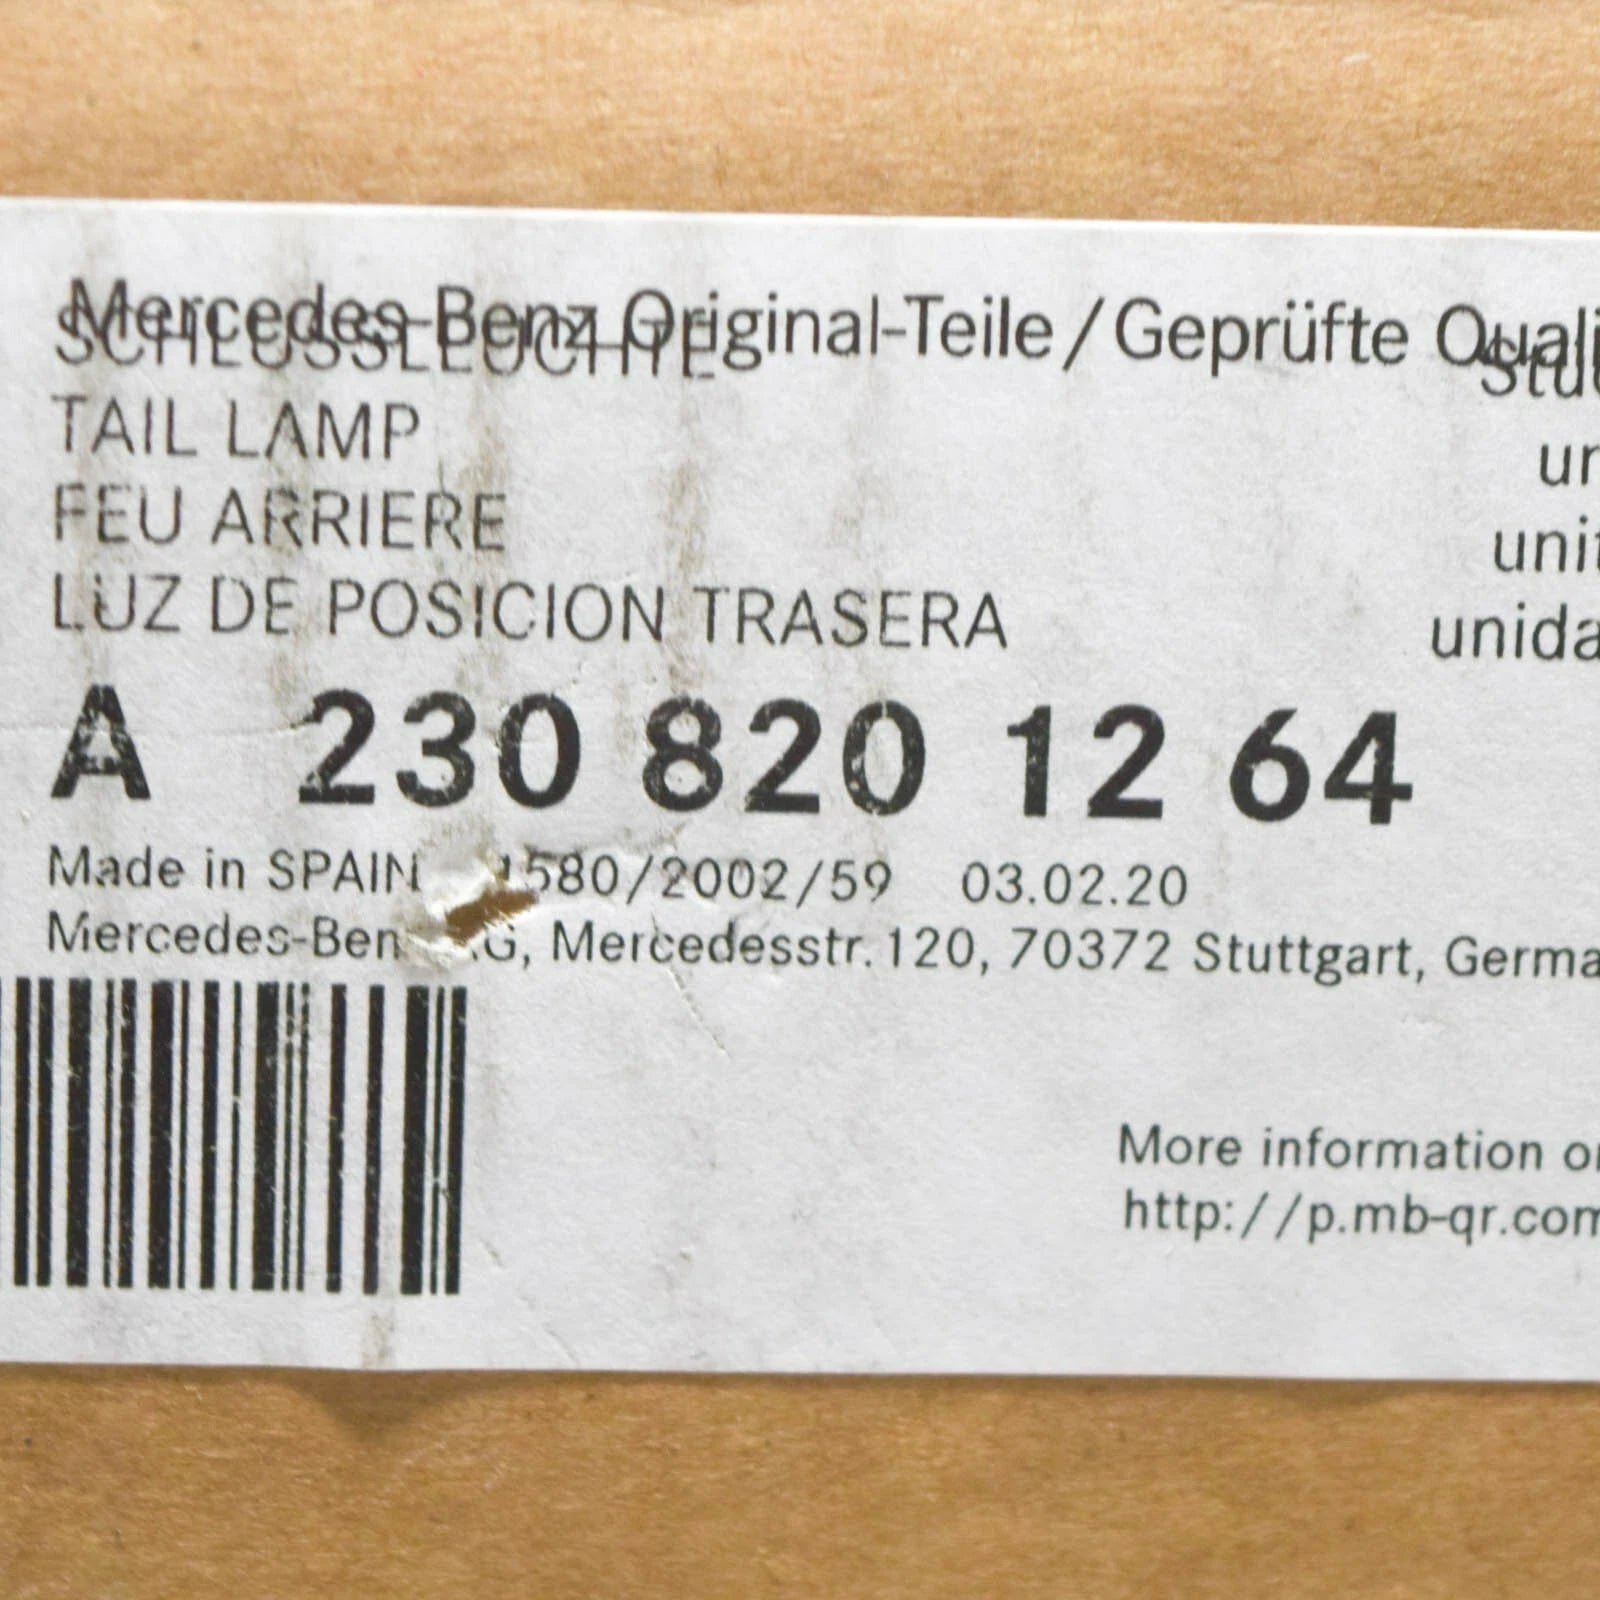 Mercedes-Benz Original-Teile/Geprüfte Quali
SCHLUSSLEUCHTE
TAIL LAMP
FEU ARRIERE
LUZ DE POSICION TRASERA
unida
A 230 820 12 64
Made in SPAIN 1580/2002/59 03.02.20
Mercedes-Ben G, Mercedesstr. 120, 70372 Stuttgart, Germa
More information
http://p.mb-qr.com